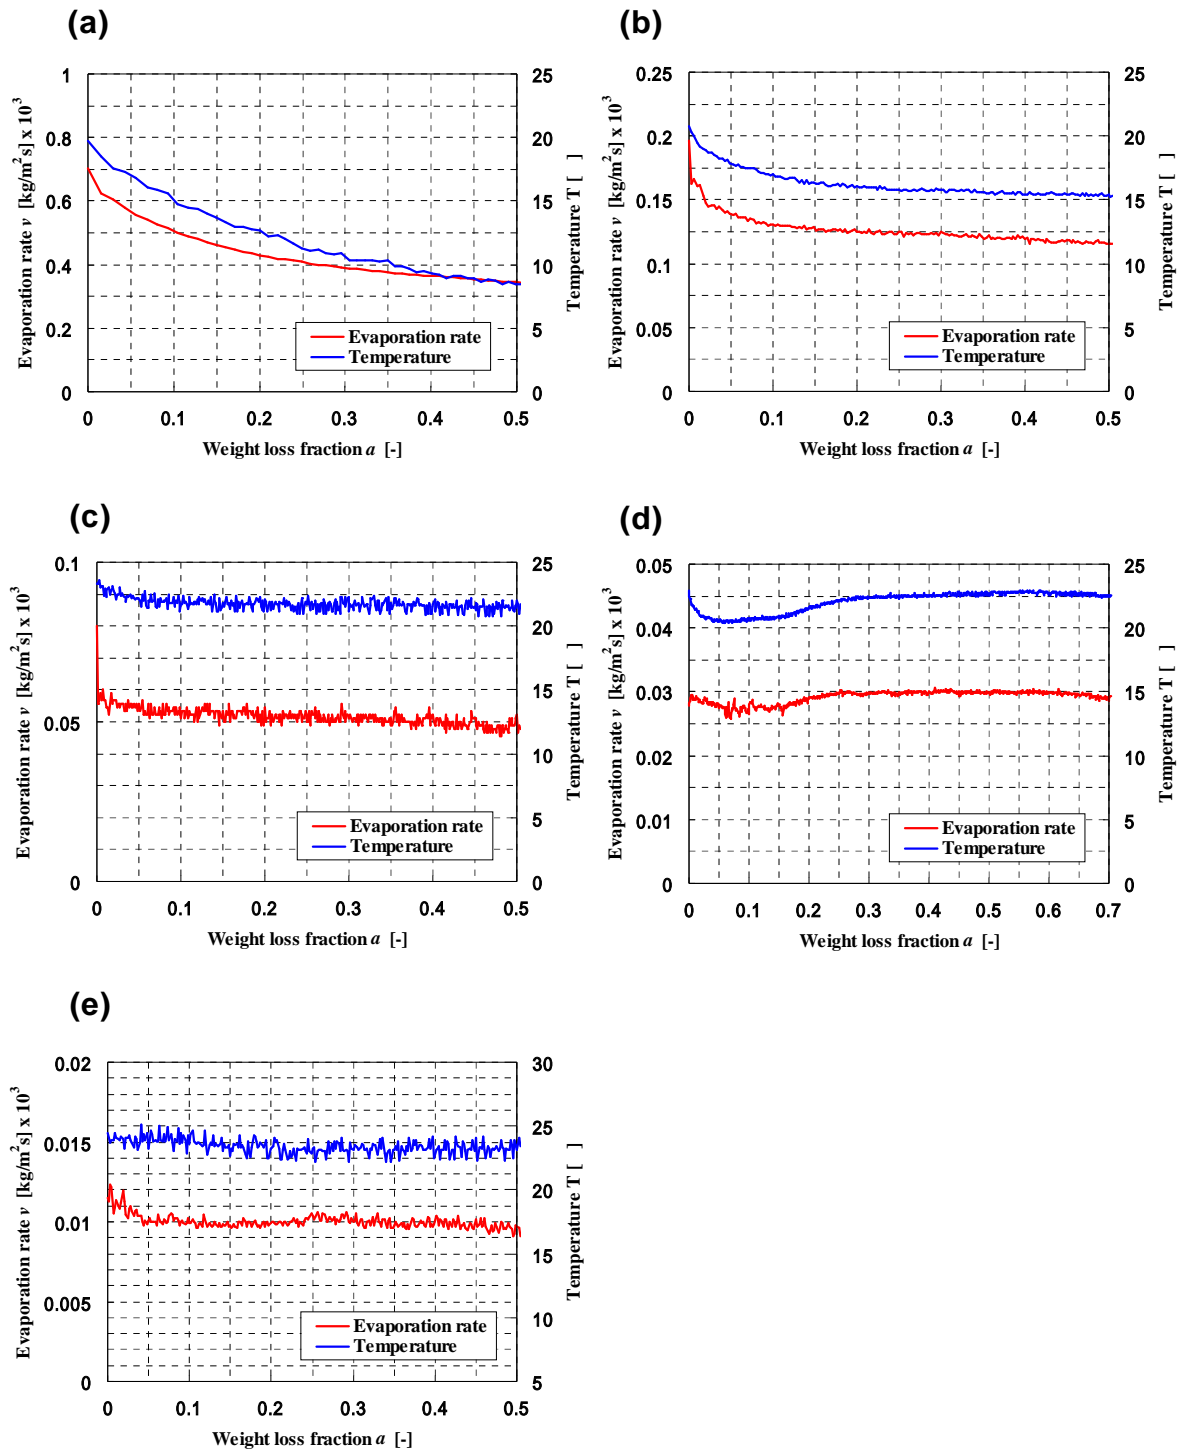 (a)
1
0.8
0.6
0.4
0.2
0
25
20
15
10
5
0
0 0.1 0.2 0.3 0.4 0.5
Evaporation rate v [kg/m²s] x 10³
Temperature T [ ]
Evaporation rate
Temperature
Weight loss fraction a [-]
(b)
0.25
0.2
0.15
0.1
0.05
0
25
20
15
10
5
0
0 0.1 0.2 0.3 0.4 0.5
Evaporation rate v [kg/m²s] x 10³
Temperature T [ ]
Evaporation rate
Temperature
Weight loss fraction a [-]
(c)
0.1
0.05
0
25
20
15
10
5
0
0 0.1 0.2 0.3 0.4 0.5
Evaporation rate v [kg/m²s] x 10³
Temperature T [ ]
Evaporation rate
Temperature
Weight loss fraction a [-]
(d)
0.05
0.04
0.03
0.02
0.01
0
25
20
15
10
5
0
0 0.1 0.2 0.3 0.4 0.5 0.6 0.7
Evaporation rate v [kg/m²s] x 10³
Temperature T [ ]
Evaporation rate
Temperature
Weight loss fraction a [-]
(e)
0.02
0.015
0.01
0.005
0
30
25
20
15
10
5
0 0.1 0.2 0.3 0.4 0.5
Evaporation rate v [kg/m²s] x 10³
Temperature T [ ]
Evaporation rate
Temperature
Weight loss fraction a [-]